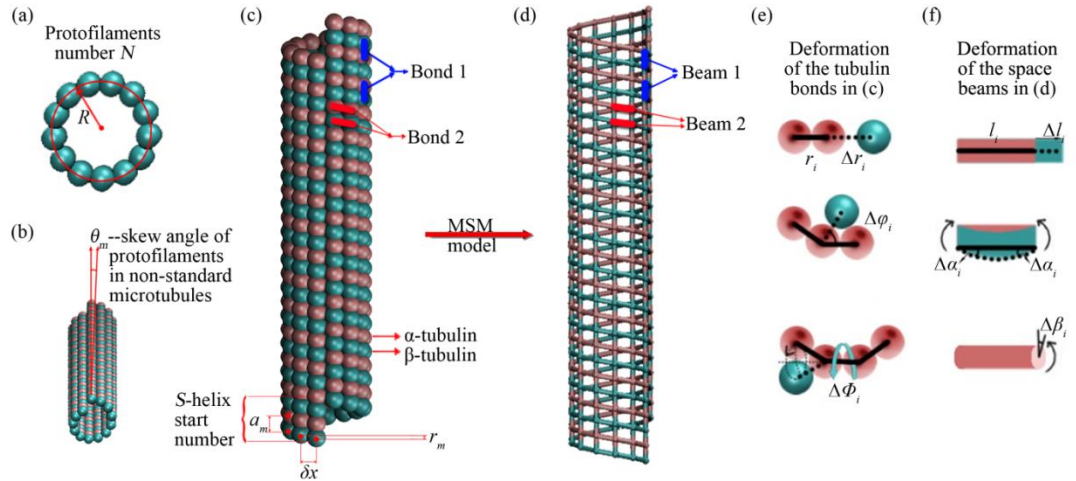 (a)
Protofilaments
number N
R
(b)
θm--skew angle of
protofilaments
in non-standard
microtubules
(c)
Bond 1
Bond 2
MSM
model
α-tubulin
β-tubulin
S-helix
start
number
am
rm
δx
(d)
Beam 1
Beam 2
(e)
Deformation
of the tubulin
bonds in (c)
ri
Δri
Δφi
ΔΦi
(f)
Deformation
of the space
beams in (d)
li
Δli
Δαi
Δαi
Δβi